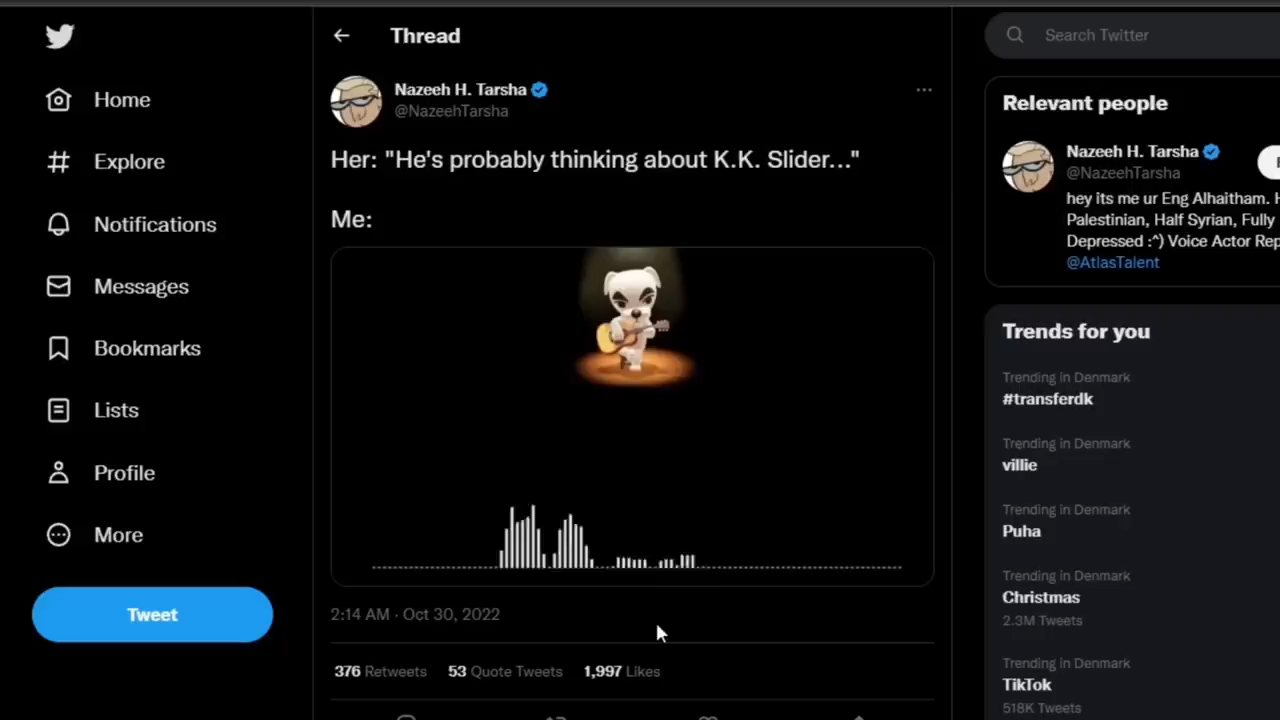 Home
Explore
Notifications
Messages
Bookmarks
Lists
Profile
More
Tweet
Thread
Nazeeh H. Tarsha
@NazeehTarsha
Her: "He's probably thinking about K.K. Slider..."
Me:
2:14 AM · Oct 30, 2022
376 Retweets 53 Quote Tweets 1,997 Likes
Search Twitter
Relevant people
Nazeeh H. Tarsha
@NazeehTarsha
hey its me ur Eng Alhaitham. H
Palestinian, Half Syrian, Fully
Depressed :^) Voice Actor Rep
@AtlasTalent
Trends for you
Trending in Denmark
#transferdk
Trending in Denmark
villie
Trending in Denmark
Puha
Trending in Denmark
Christmas
2.3M Tweets
Trending in Denmark
TikTok
518K Tweets